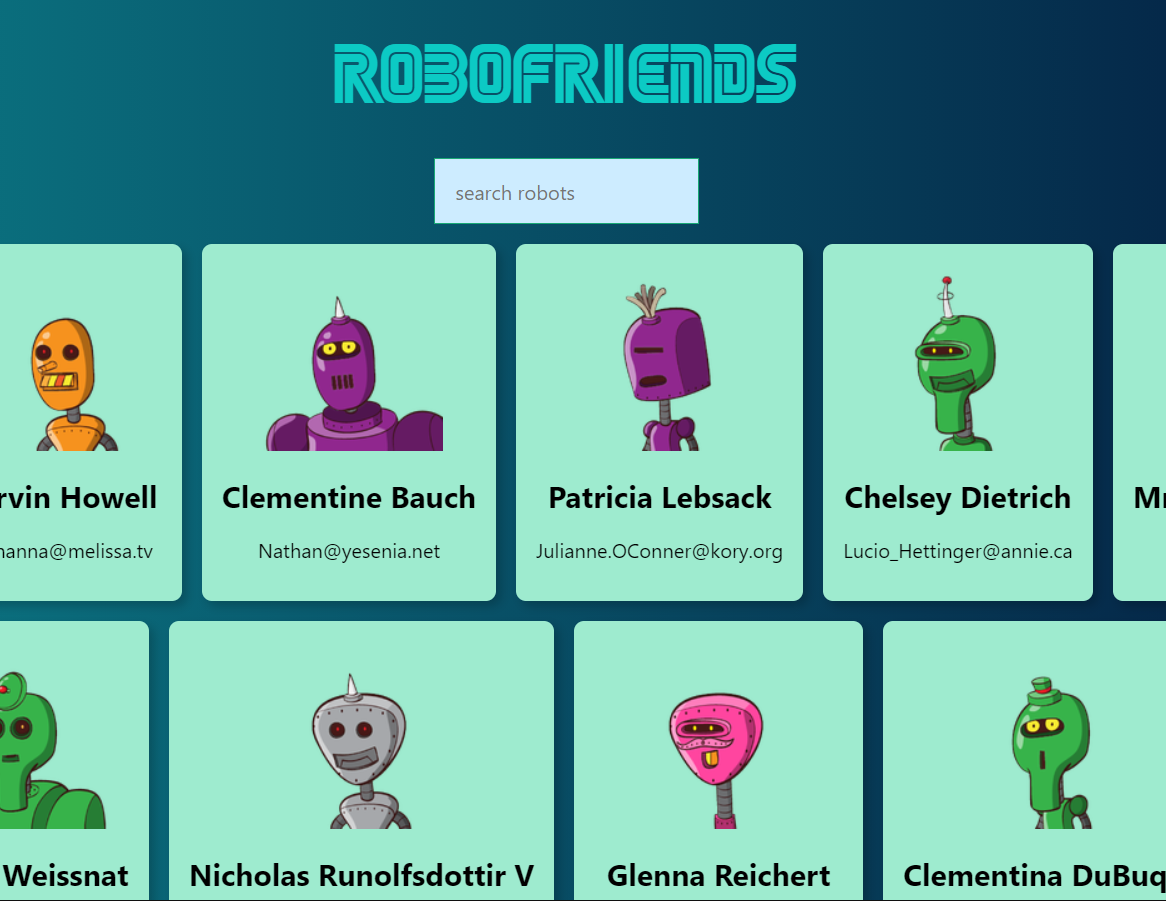 ROBOFRIENDS
search robots
rvin Howell
Clementine Bauch
Patricia Lebsack
Chelsey Dietrich
anna@melissa.tv
Nathan@yesenia.net
Julianne.OConner@kory.org
Lucio_Hettinger@annie.ca
Weissnat
Nicholas Runolfsdottir V
Glenna Reichert
Clementina DuBuq